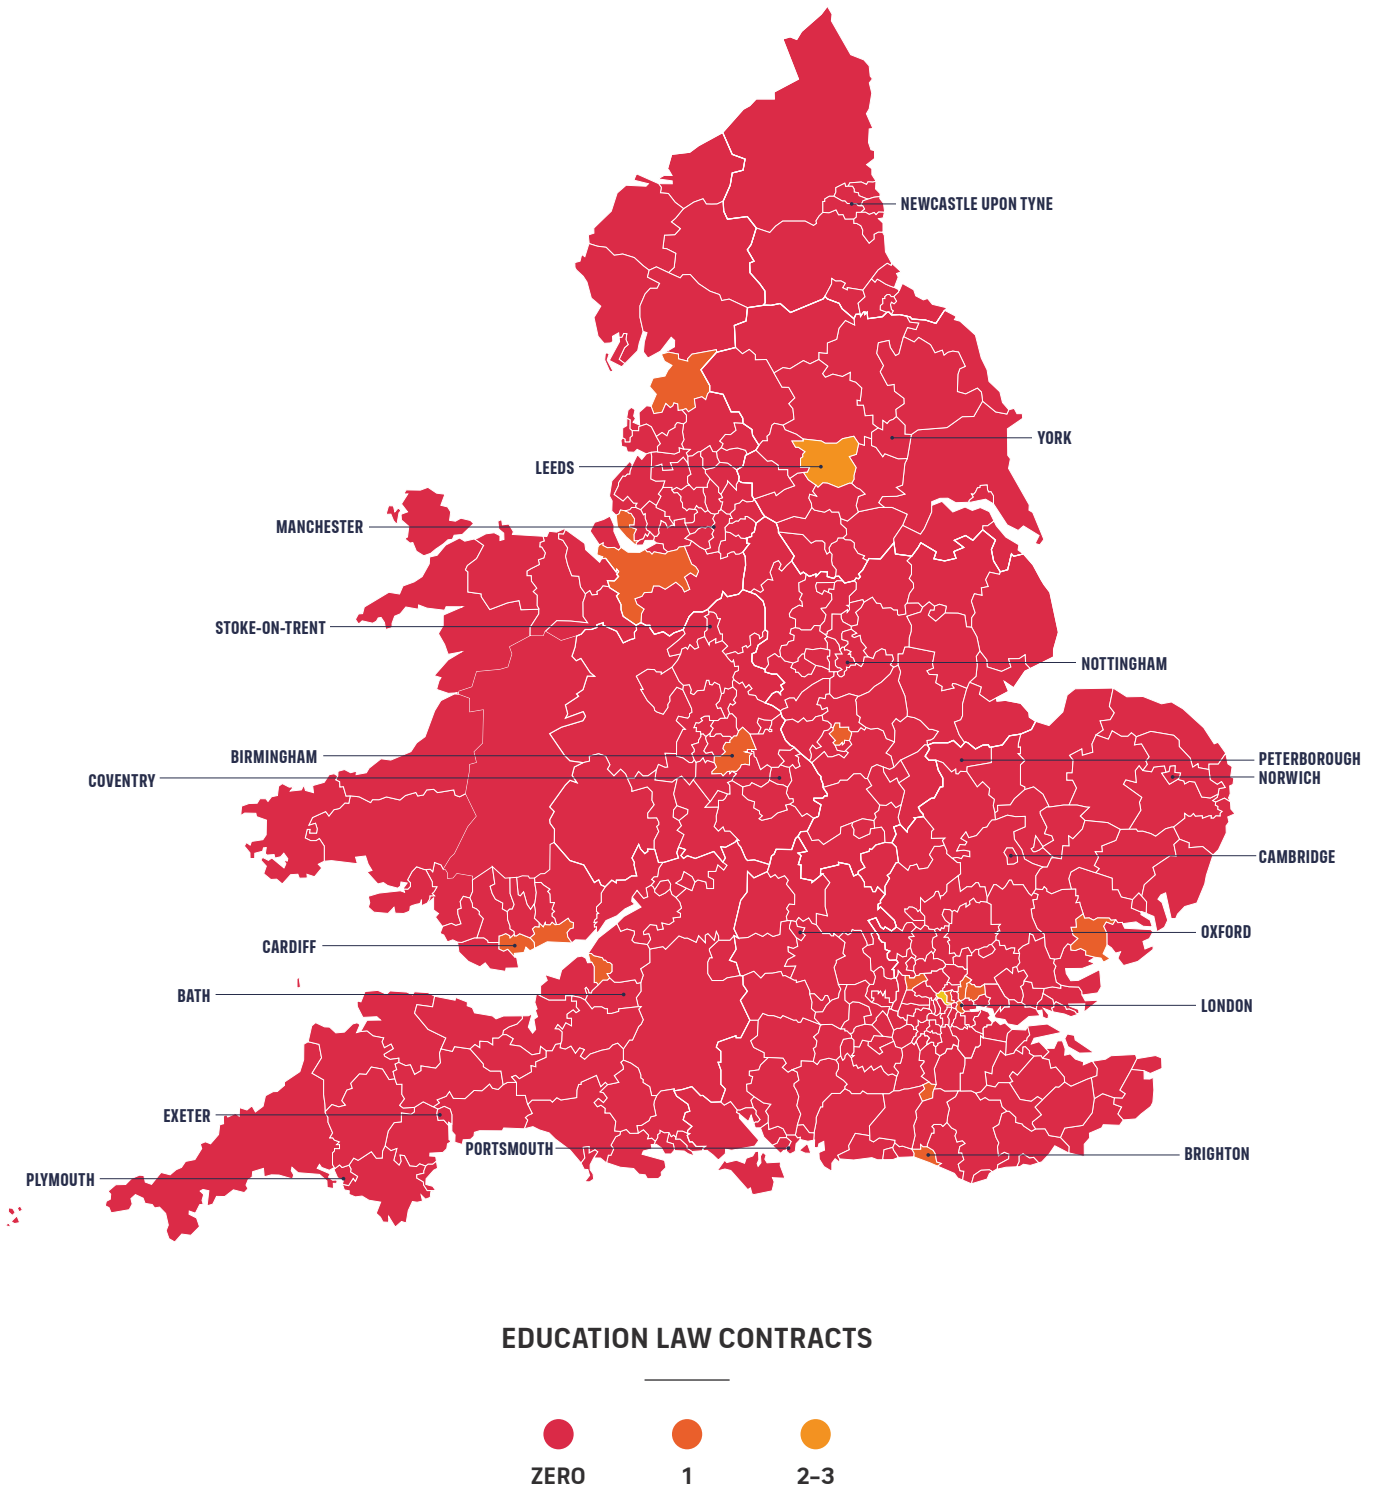 NEWCASTLE UPON TYNE
YORK
LEEDS
MANCHESTER
STOKE-ON-TRENT
NOTTINGHAM
BIRMINGHAM
PETERBOROUGH
COVENTRY
NORWICH
CAMBRIDGE
OXFORD
CARDIFF
BATH
LONDON
EXETER
PORTSMOUTH
BRIGHTON
PLYMOUTH
EDUCATION LAW CONTRACTS
ZERO
1
2–3